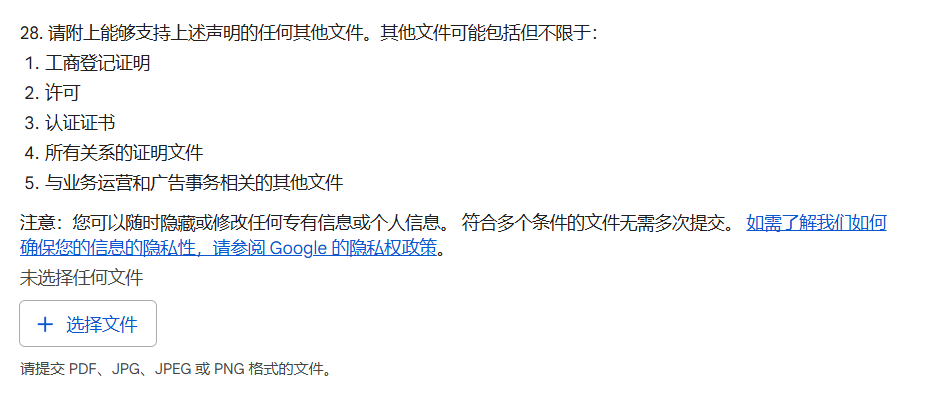 28. 请附上能够支持上述声明的任何其他文件。其他文件可能包括但不限于：
1. 工商登记证明
2. 许可
3. 认证证书
4. 所有关系的证明文件
5. 与业务运营和广告事务相关的其他文件
注意：您可以随时隐藏或修改任何专有信息或个人信息。 符合多个条件的文件无需多次提交。 如需了解我们如何
确保您的信息的隐私性，请参阅 Google 的隐私权政策。
未选择任何文件
+ 选择文件
请提交 PDF、JPG、JPEG 或 PNG 格式的文件。